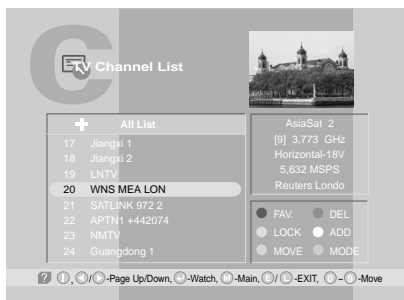 C
TV Channel List
All List
17 Jiangxi 1
18 Jiangxi 2
19 LNTV
20 WNS MEA LON
21 SATLINK 972 2
22 APTN1 +442074
23 NMTV
24 Guangdong 1
AsiaSat 2
[9] 3,773 GHz
Horizontal-18V
5,632 MSPS
Reuters Londo
FAV. DEL
LOCK ADD
MOVE MODE
? , / -Page Up/Down, -Watch, M -Main, E / -EXIT, 0 ~ 9 -Move